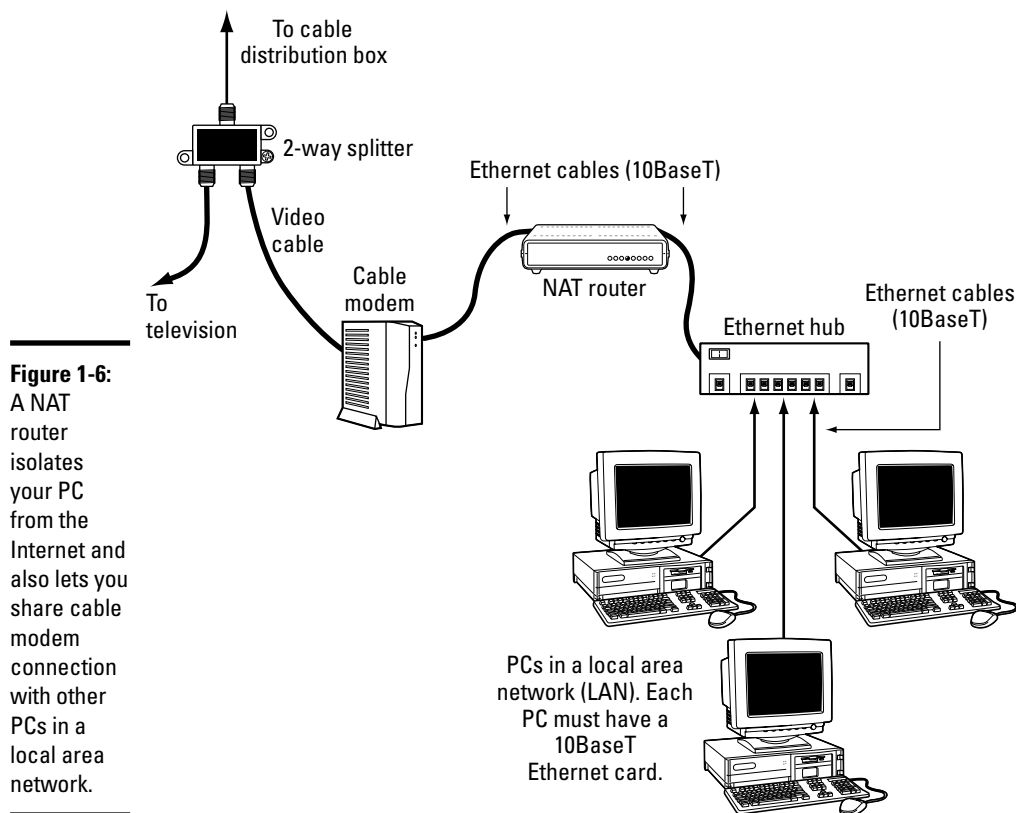 To cable
distribution box
2-way splitter
Ethernet cables (10BaseT)
Video
cable
Cable
modem
NAT router
To
television
Ethernet hub
Ethernet cables
(10BaseT)
Figure 1-6:
A NAT
router
isolates
your PC
from the
Internet and
also lets you
share cable
modem
connection
with other
PCs in a
local area
network.
PCs in a local area
network (LAN). Each
PC must have a
10BaseT
Ethernet card.